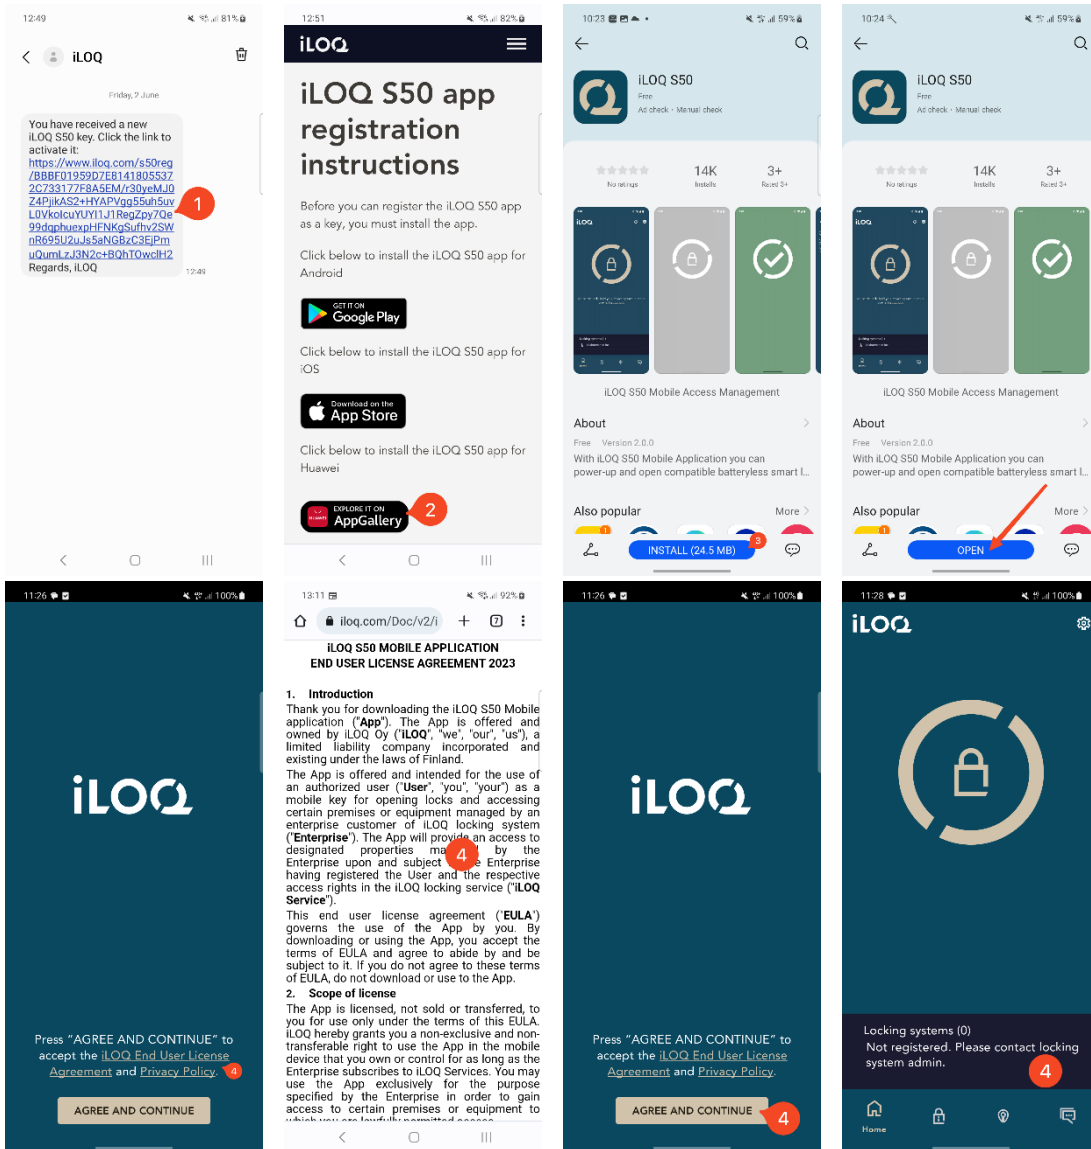 12:49
81%
iLOQ
Friday, 2 June
You have received a new
iLOQ S50 key. Click the link to
activate it:
https://www.iloq.com/s50reg
/BBBF01959D7E8141805537
2C733177F8A5EM/r30yeMJ0
Z4PjikAS2+HYAPVgg55uh5uv
L0VkoIcuYUYI1J1RegZpy7Qe
99dqphuexpHFNKgSufhv2SW
nR695U2uJs5aNGBzC3EjPm
uQumLzJ3N2c+BQhTOwclH2
Regards, iLOQ
12:49
1
12:51
82%
iLOQ
iLOQ S50 app
registration
instructions
Before you can register the iLOQ S50 app
as a key, you must install the app.
Click below to install the iLOQ S50 app for
Android
GET IT ON
Google Play
Click below to install the iLOQ S50 app for
iOS
Download on the
App Store
Click below to install the iLOQ S50 app for
Huawei
HUAWEI
EXPLORE IT ON
AppGallery
2
10:23
59%
iLOQ S50
Free
Ad check · Manual check
No ratings
14K
Installs
3+
Rated 3+
iLOQ
iLOQ S50 Mobile Access Management
About
Free Version 2.0.0
With iLOQ S50 Mobile Application you can
power-up and open compatible batteryless smart l...
Also popular
More
1
INSTALL (24.5 MB)
3
10:24
59%
iLOQ S50
Free
Ad check · Manual check
No ratings
14K
Installs
3+
Rated 3+
iLOQ
iLOQ S50 Mobile Access Management
About
Free Version 2.0.0
With iLOQ S50 Mobile Application you can
power-up and open compatible batteryless smart l...
Also popular
More
1
OPEN
11:26
100%
iLOQ
Press "AGREE AND CONTINUE" to
accept the iLOQ End User License
Agreement and Privacy Policy.
4
AGREE AND CONTINUE
13:11
92%
iloq.com/Doc/v2/i
7
iLOQ S50 MOBILE APPLICATION
END USER LICENSE AGREEMENT 2023
1. Introduction
Thank you for downloading the iLOQ S50 Mobile
application ("App"). The App is offered and
owned by iLOQ Oy ("iLOQ", "we", "our", "us"), a
limited liability company incorporated and
existing under the laws of Finland.
The App is offered and intended for the use of
an authorized user ("User", "you", "your") as a
mobile key for opening locks and accessing
certain premises or equipment managed by an
enterprise customer of iLOQ locking system
("Enterprise"). The App will provide an access to
designated properties ma by the
Enterprise upon and subject Enterprise
having registered the User and the respective
access rights in the iLOQ locking service ("iLOQ
Service").
4
This end user license agreement ("EULA")
governs the use of the App by you. By
downloading or using the App, you accept the
terms of EULA and agree to abide by and be
subject to it. If you do not agree to these terms
of EULA, do not download or use to the App.
2. Scope of license
The App is licensed, not sold or transferred, to
you for use only under the terms of this EULA.
iLOQ hereby grants you a non-exclusive and non-
transferable right to use the App in the mobile
device that you own or control for as long as the
Enterprise subscribes to iLOQ Services. You may
use the App exclusively for the purpose
specified by the Enterprise in order to gain
access to certain premises or equipment to
which you are lawfully permitted access.
11:26
100%
iLOQ
Press "AGREE AND CONTINUE" to
accept the iLOQ End User License
Agreement and Privacy Policy.
AGREE AND CONTINUE
4
11:28
100%
iLOQ
Locking systems (0)
Not registered. Please contact locking
system admin.
4
Home